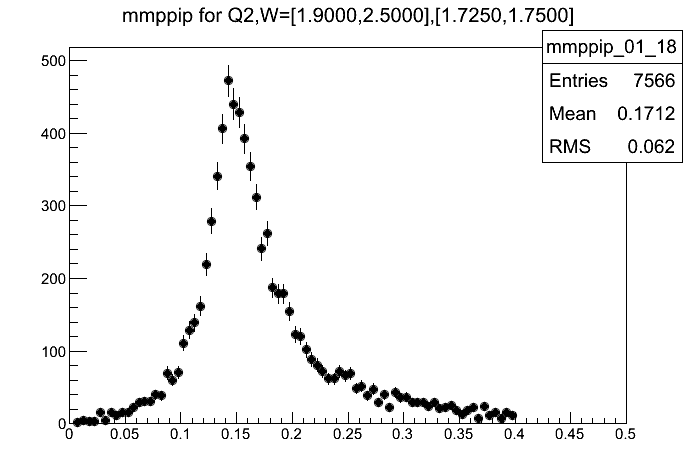 mmppip for Q2,W=[1.9000,2.5000],[1.7250,1.7500]
mmppip_01_18
Entries 7566
Mean 0.1712
RMS 0.062
500
400
300
200
100
0
0 0.05 0.1 0.15 0.2 0.25 0.3 0.35 0.4 0.45 0.5